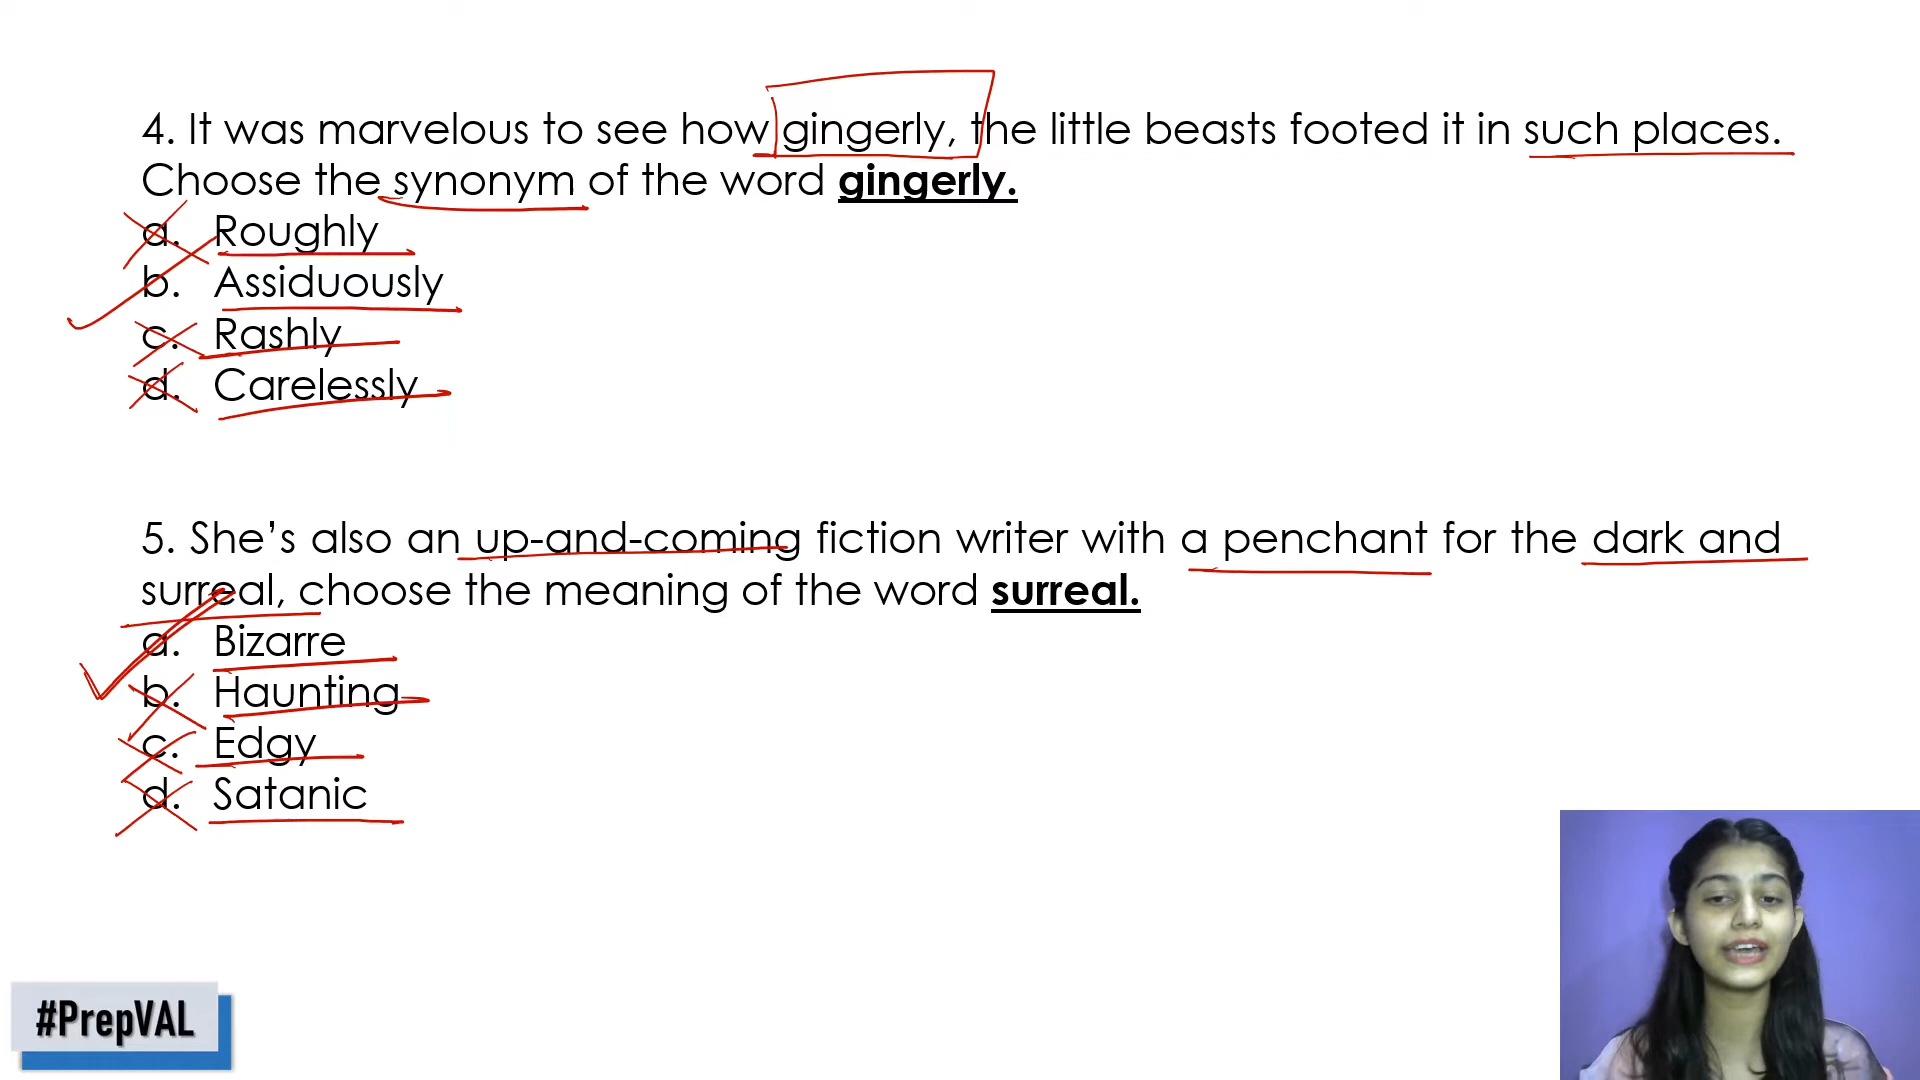 4. It was marvelous to see how gingerly, the little beasts footed it in such places.
Choose the synonym of the word gingerly.
a. Roughly
b. Assiduously
c. Rashly
d. Carelessly
5. She’s also an up-and-coming fiction writer with a penchant for the dark and
surreal, choose the meaning of the word surreal.
a. Bizarre
b. Haunting
c. Edgy
d. Satanic
#PrepVAL